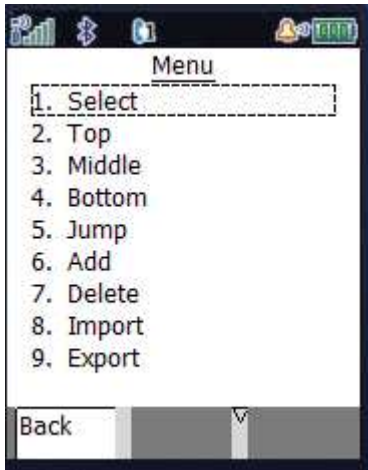 Menu
1. Select
2. Top
3. Middle
4. Bottom
5. Jump
6. Add
7. Delete
8. Import
9. Export
Back